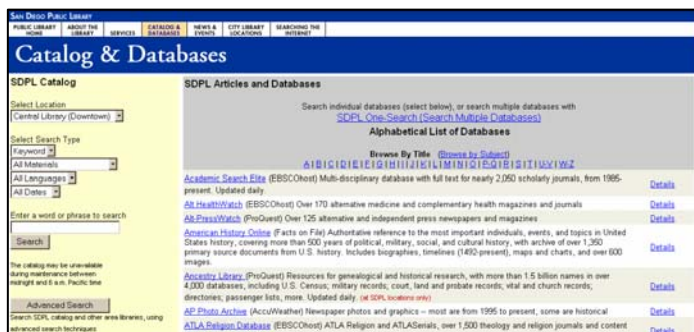 SAN DIEGO PUBLIC LIBRARY
PUBLIC LIBRARY HOME
ABOUT THE LIBRARY
SERVICES
CATALOG & DATABASES
NEWS & EVENTS
CITY LIBRARY LOCATIONS
SEARCHING THE INTERNET
Catalog & Databases
SDPL Catalog
Select Location
Central Library (Downtown)
Select Search Type
Keyword
All Materials
All Languages
All Dates
Enter a word or phrase to search
Search
The catalog may be unavailable
during maintenance between
midnight and 6 a.m. Pacific time
Advanced Search
Search SDPL catalog and other area libraries, using
advanced search techniques
SDPL Articles and Databases
Search individual databases (select below), or search multiple databases with
SDPL One-Search (Search Multiple Databases)
Alphabetical List of Databases
Browse By Title (Browse by Subject)
A | B | C | D | E | F | G | H | I | J | K | L | M | N | O | P-Q | R | S | T | U-V | W-Z
Academic Search Elite (EBSCOhost) Multi-disciplinary database with full text for nearly 2,050 scholarly journals, from 1985-
present. Updated daily.
Details
Alt HealthWatch (EBSCOhost) Over 170 alternative medicine and complementary health magazines and journals
Details
Alt-PressWatch (ProQuest) Over 125 alternative and independent press newspapers and magazines
Details
American History Online (Facts on File) Authoritative reference to the most important individuals, events, and topics in United
States history, covering more than 500 years of political, military, social, and cultural history, with archive of over 1,350
primary source documents from U.S. history. Includes biographies, timelines (1492-present), maps and charts, and over 600
images.
Details
Ancestry Library (ProQuest) Resources for genealogical and historical research, with more than 1.5 billion names in over
4,000 databases, including U.S. Census; military records; court, land and probate records; vital and church records;
directories; passenger lists, more. Updated daily. (at SDPL locations only)
Details
AP Photo Archive (AccuWeather) Newspaper photos and graphics -- most are from 1995 to present, some are historical
Details
ATLA Religion Database (EBSCOhost) ATLA Religion and ATLASerials, over 1,500 theology and religion journals and content
Details